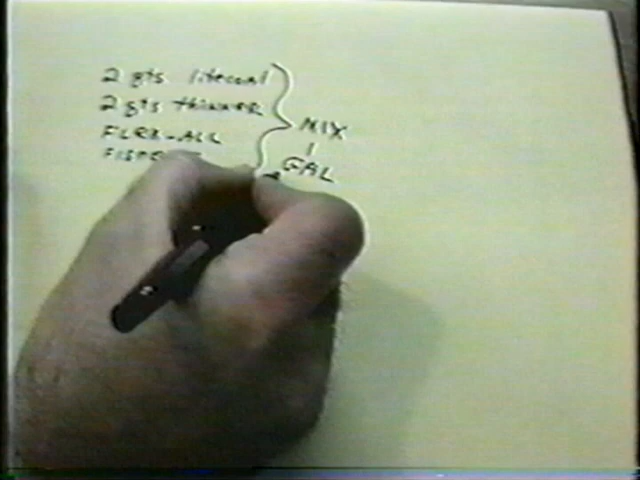 2 qts litecoat
2 qts thinner
FLEX-ALL
MIX
1
GAL